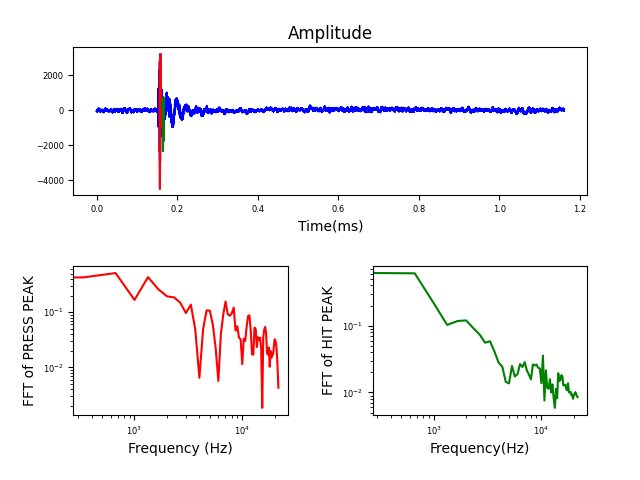 Amplitude
2000
0
−2000
−4000
0.0 0.2 0.4 0.6 0.8 1.0 1.2
Time(ms)
FFT of PRESS PEAK
10⁻¹
10⁻²
10³ 10⁴
Frequency (Hz)
FFT of HIT PEAK
10⁻¹
10⁻²
10³ 10⁴
Frequency(Hz)